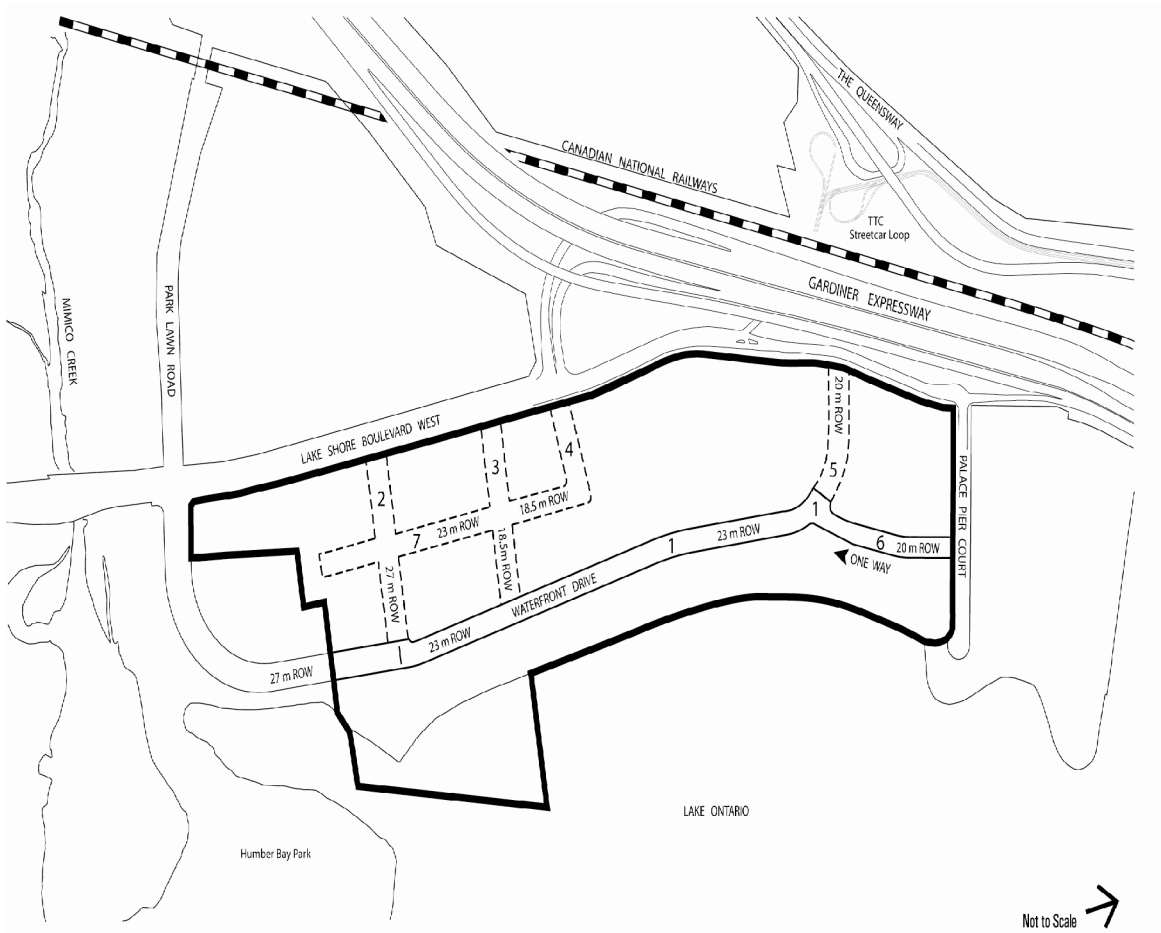 THE QUEENSWAY
CANADIAN NATIONAL RAILWAYS
TTC
Streetcar Loop
GARDINER EXPRESSWAY
MIMICO CREEK
PARK LAWN ROAD
LAKE SHORE BOULEVARD WEST
20 m ROW
2
3
4
5
PALACE PIER COURT
18.5 m ROW
23 m ROW
7
1
23 m ROW
1
6
20 m ROW
ONE WAY
18.5m ROW
27 m ROW
WATERFRONT DRIVE
23 m ROW
1
27 m ROW
LAKE ONTARIO
Humber Bay Park
Not to Scale